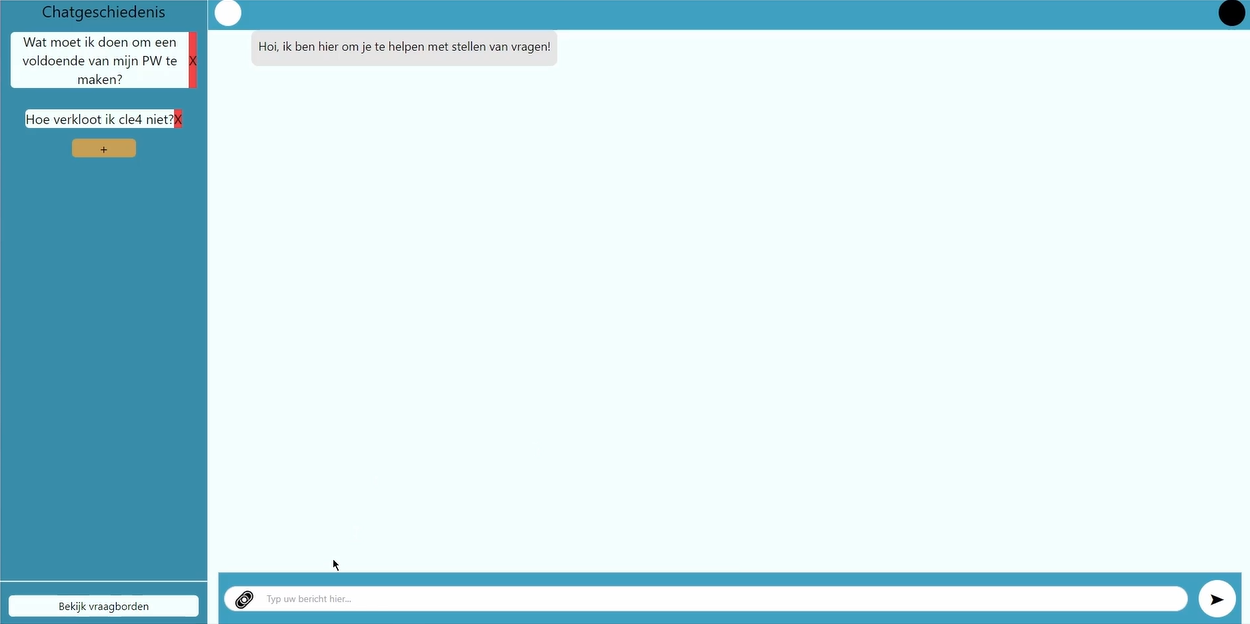 Chatgeschiedenis
Wat moet ik doen om een
voldoende van mijn PW te
maken?
X
Hoe verkloot ik cle4 niet?
X
+
Bekijk vraagborden
Hoi, ik ben hier om je te helpen met stellen van vragen!
Typ uw bericht hier...